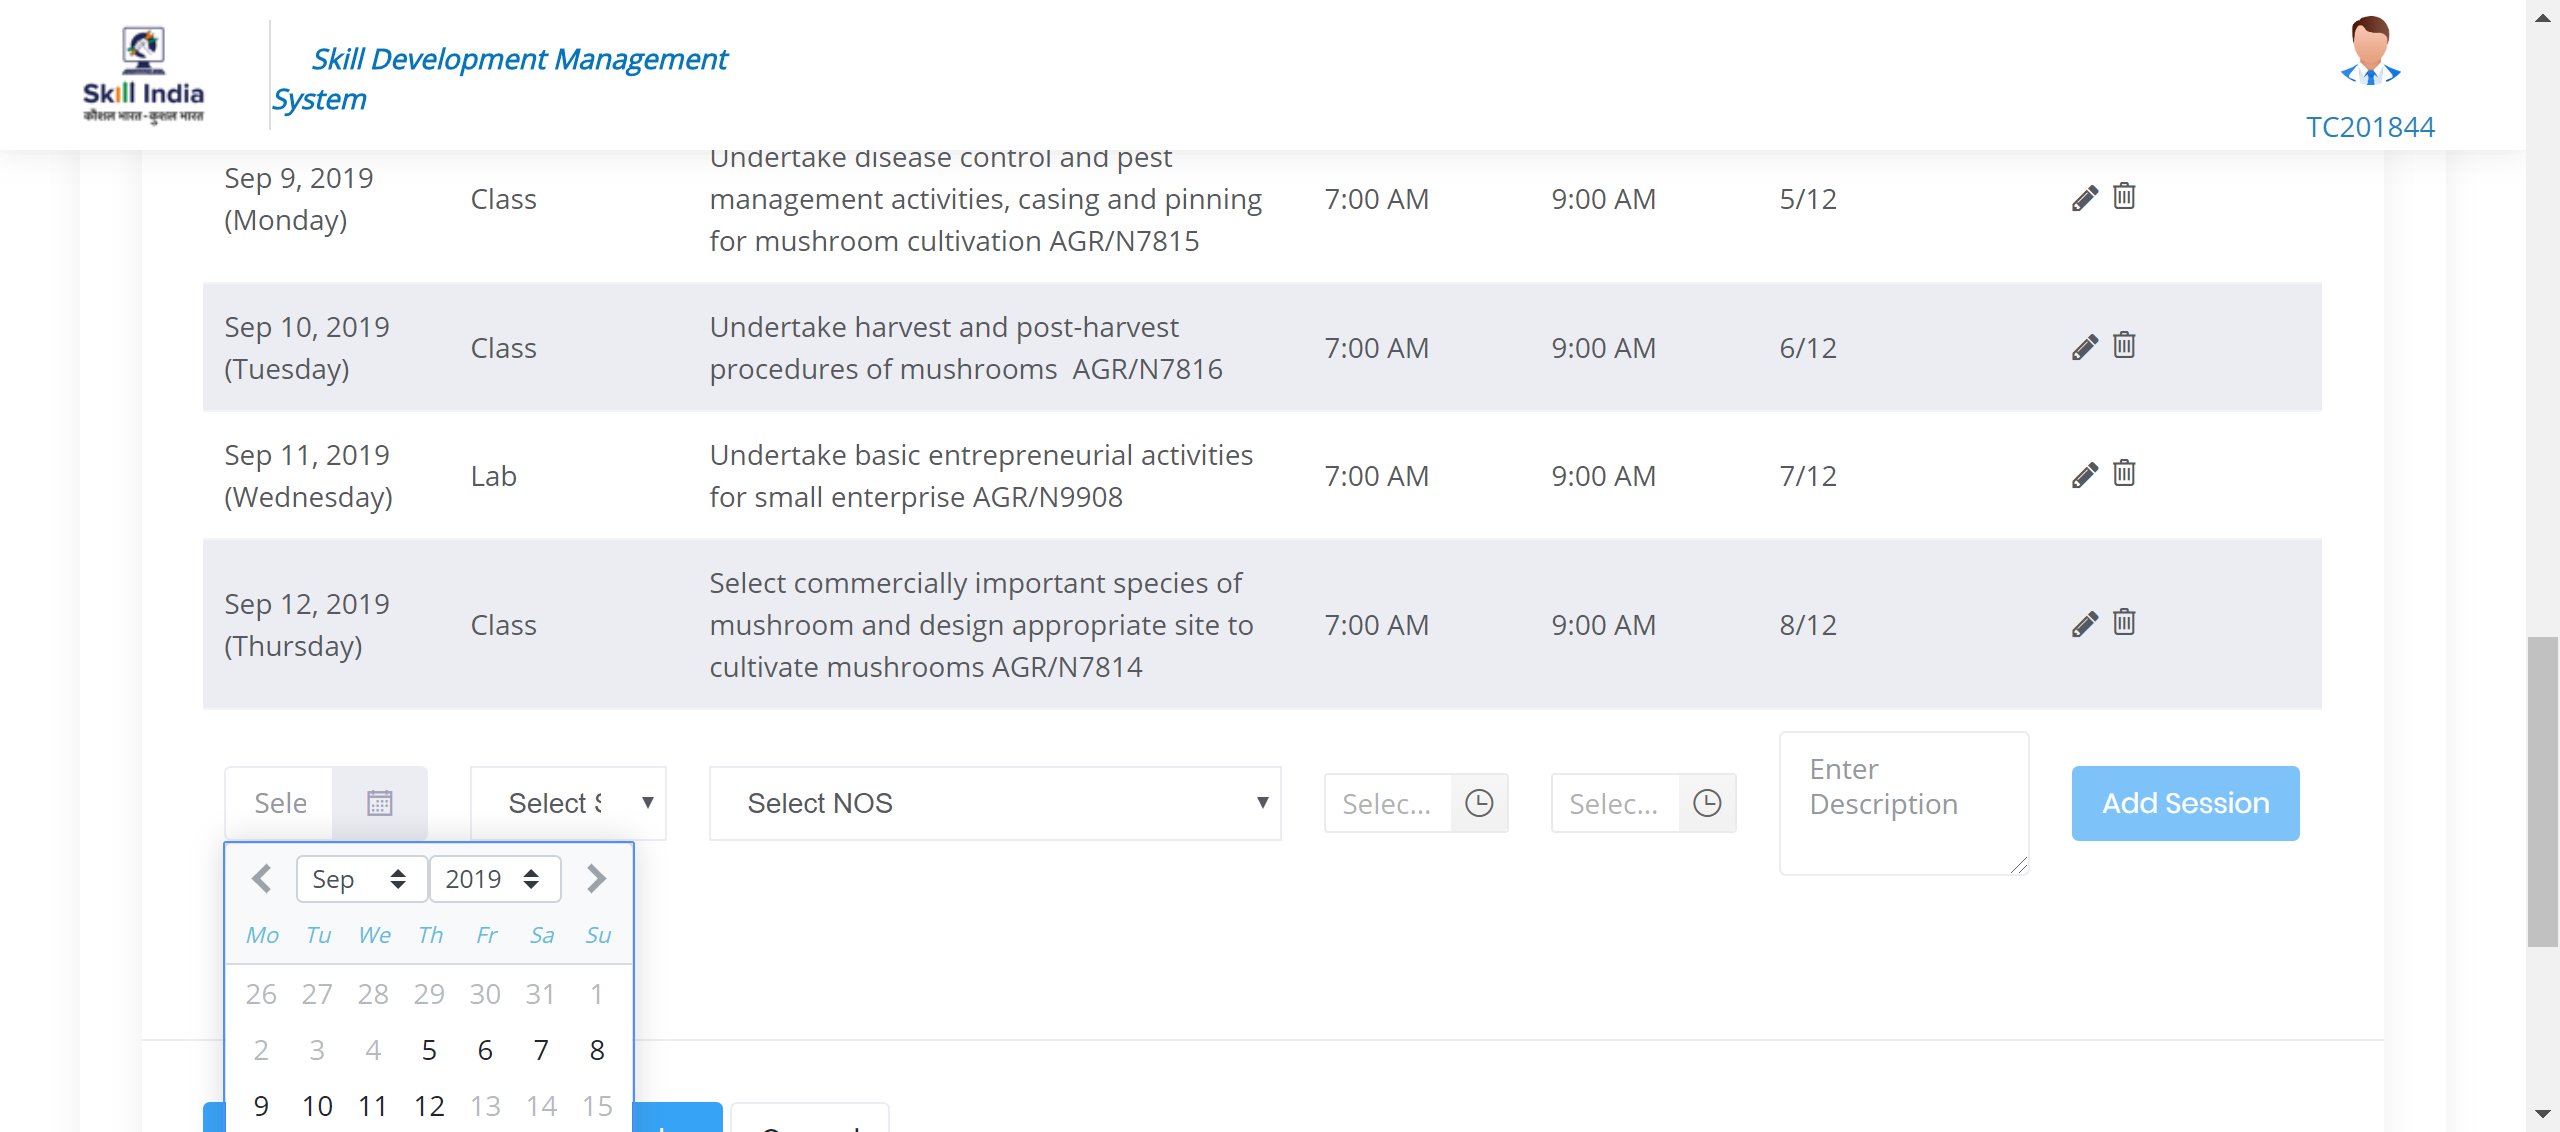 Skill India
कौशल भारत - कुशल भारत
Skill Development Management
System
TC201844
Undertake disease control and pest
Sep 9, 2019
(Monday)
Class
management activities, casing and pinning
for mushroom cultivation AGR/N7815
7:00 AM
9:00 AM
5/12
Sep 10, 2019
(Tuesday)
Class
Undertake harvest and post-harvest
procedures of mushrooms  AGR/N7816
7:00 AM
9:00 AM
6/12
Sep 11, 2019
(Wednesday)
Lab
Undertake basic entrepreneurial activities
for small enterprise AGR/N9908
7:00 AM
9:00 AM
7/12
Sep 12, 2019
(Thursday)
Class
Select commercially important species of
mushroom and design appropriate site to
cultivate mushrooms AGR/N7814
7:00 AM
9:00 AM
8/12
Sele
Select S
Select NOS
Selec...
Selec...
Enter
Description
Add Session
Sep
2019
Mo Tu We Th Fr Sa Su
26 27 28 29 30 31 1
2 3 4 5 6 7 8
9 10 11 12 13 14 15